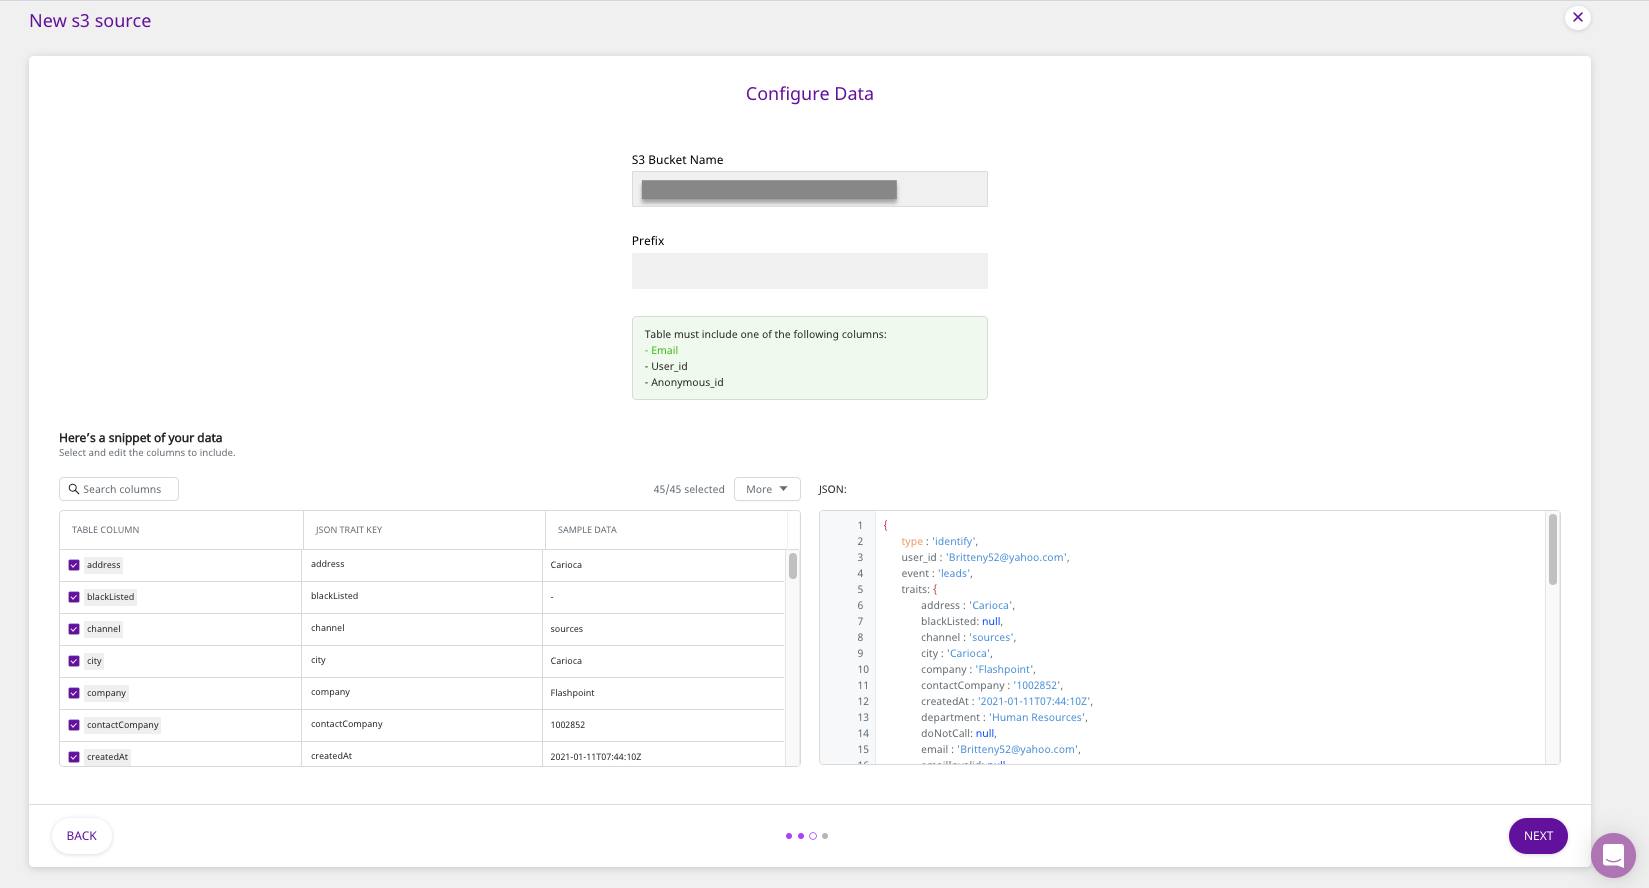 New s3 source
Configure Data
S3 Bucket Name
Prefix
Table must include one of the following columns:
- Email
- User_id
- Anonymous_id
Here's a snippet of your data
Select and edit the columns to include.
Search columns
45/45 selected
More
JSON:
TABLE COLUMN JSON TRAIT KEY SAMPLE DATA
address address Carioca
blackListed blackListed -
channel channel sources
city city Carioca
company company Flashpoint
contactCompany contactCompany 1002852
createdAt createdAt 2021-01-11T07:44:10Z
1 {
2 type : 'identify',
3 user_id : 'Britteny52@yahoo.com',
4 event : 'leads',
5 traits: {
6 address : 'Carioca',
7 blackListed: null,
8 channel : 'sources',
9 city : 'Carioca',
10 company : 'Flashpoint',
11 contactCompany : '1002852',
12 createdAt : '2021-01-11T07:44:10Z',
13 department : 'Human Resources',
14 doNotCall: null,
15 email : 'Britteny52@yahoo.com',
BACK
NEXT